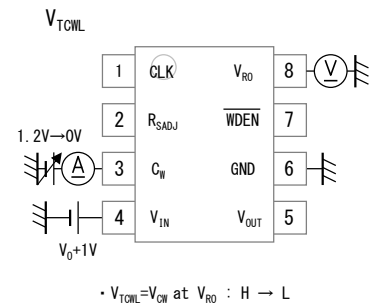 V_TCWL
1 CLK V_RO 8 V
2 R_SADJ WDEN 7
1.2V→0V
A 3 C_W GND 6
4 V_IN V_OUT 5
V_0+1V
・V_TCWL=V_CW at V_RO : H → L